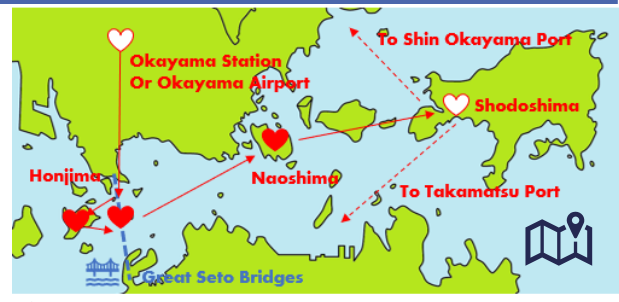 To Shin Okayama Port
Okayama Station
Or Okayama Airport
Shodoshima
Honjima
Naoshima
To Takamatsu Port
Great Seto Bridges